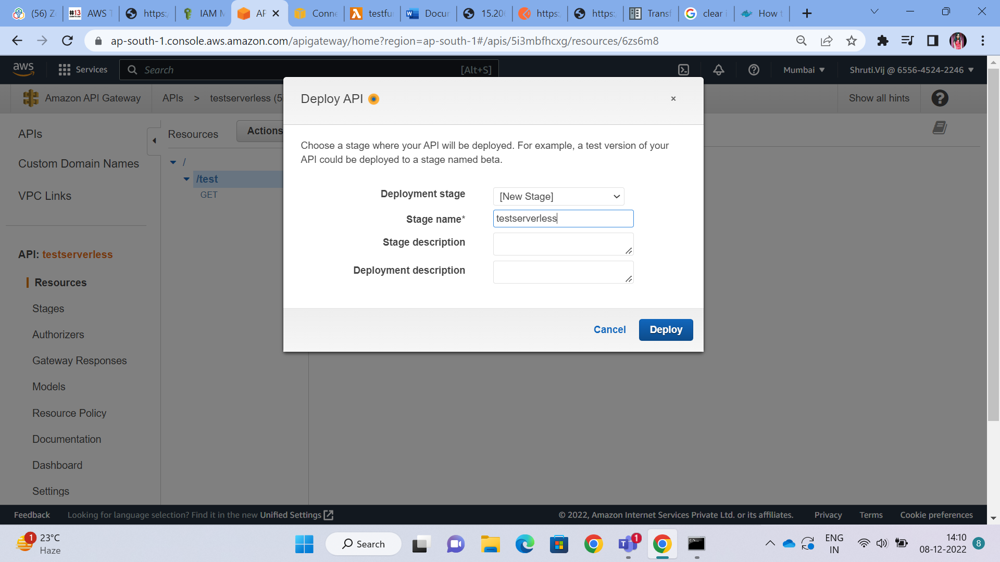 (56) Z
#13 AWS T
https:/
IAM M
AP
Conne
testfun
Docum
15.206
https:/
https:/
Transf
clear i
How t
ap-south-1.console.aws.amazon.com/apigateway/home?region=ap-south-1#/apis/5i3mbfhcxg/resources/6zs6m8
aws Services Search [Alt+S] Mumbai ▼ Shruti.Vij @ 6556-4524-2246 ▼
Amazon API Gateway APIs > testserverless (5 Show all hints ?
Deploy API ×
APIs
Resources Actions
Custom Domain Names
/
/test
GET
VPC Links
Choose a stage where your API will be deployed. For example, a test version of your
API could be deployed to a stage named beta.
Deployment stage [New Stage]
Stage name* testserverless
Stage description
Deployment description
Cancel Deploy
API: testserverless
Resources
Stages
Authorizers
Gateway Responses
Models
Resource Policy
Documentation
Dashboard
Settings
Feedback Looking for language selection? Find it in the new Unified Settings © 2022, Amazon Internet Services Private Ltd. or its affiliates. Privacy Terms Cookie preferences
1 23°C
Haze
Search
1
ENG
IN
14:10
08-12-2022
8